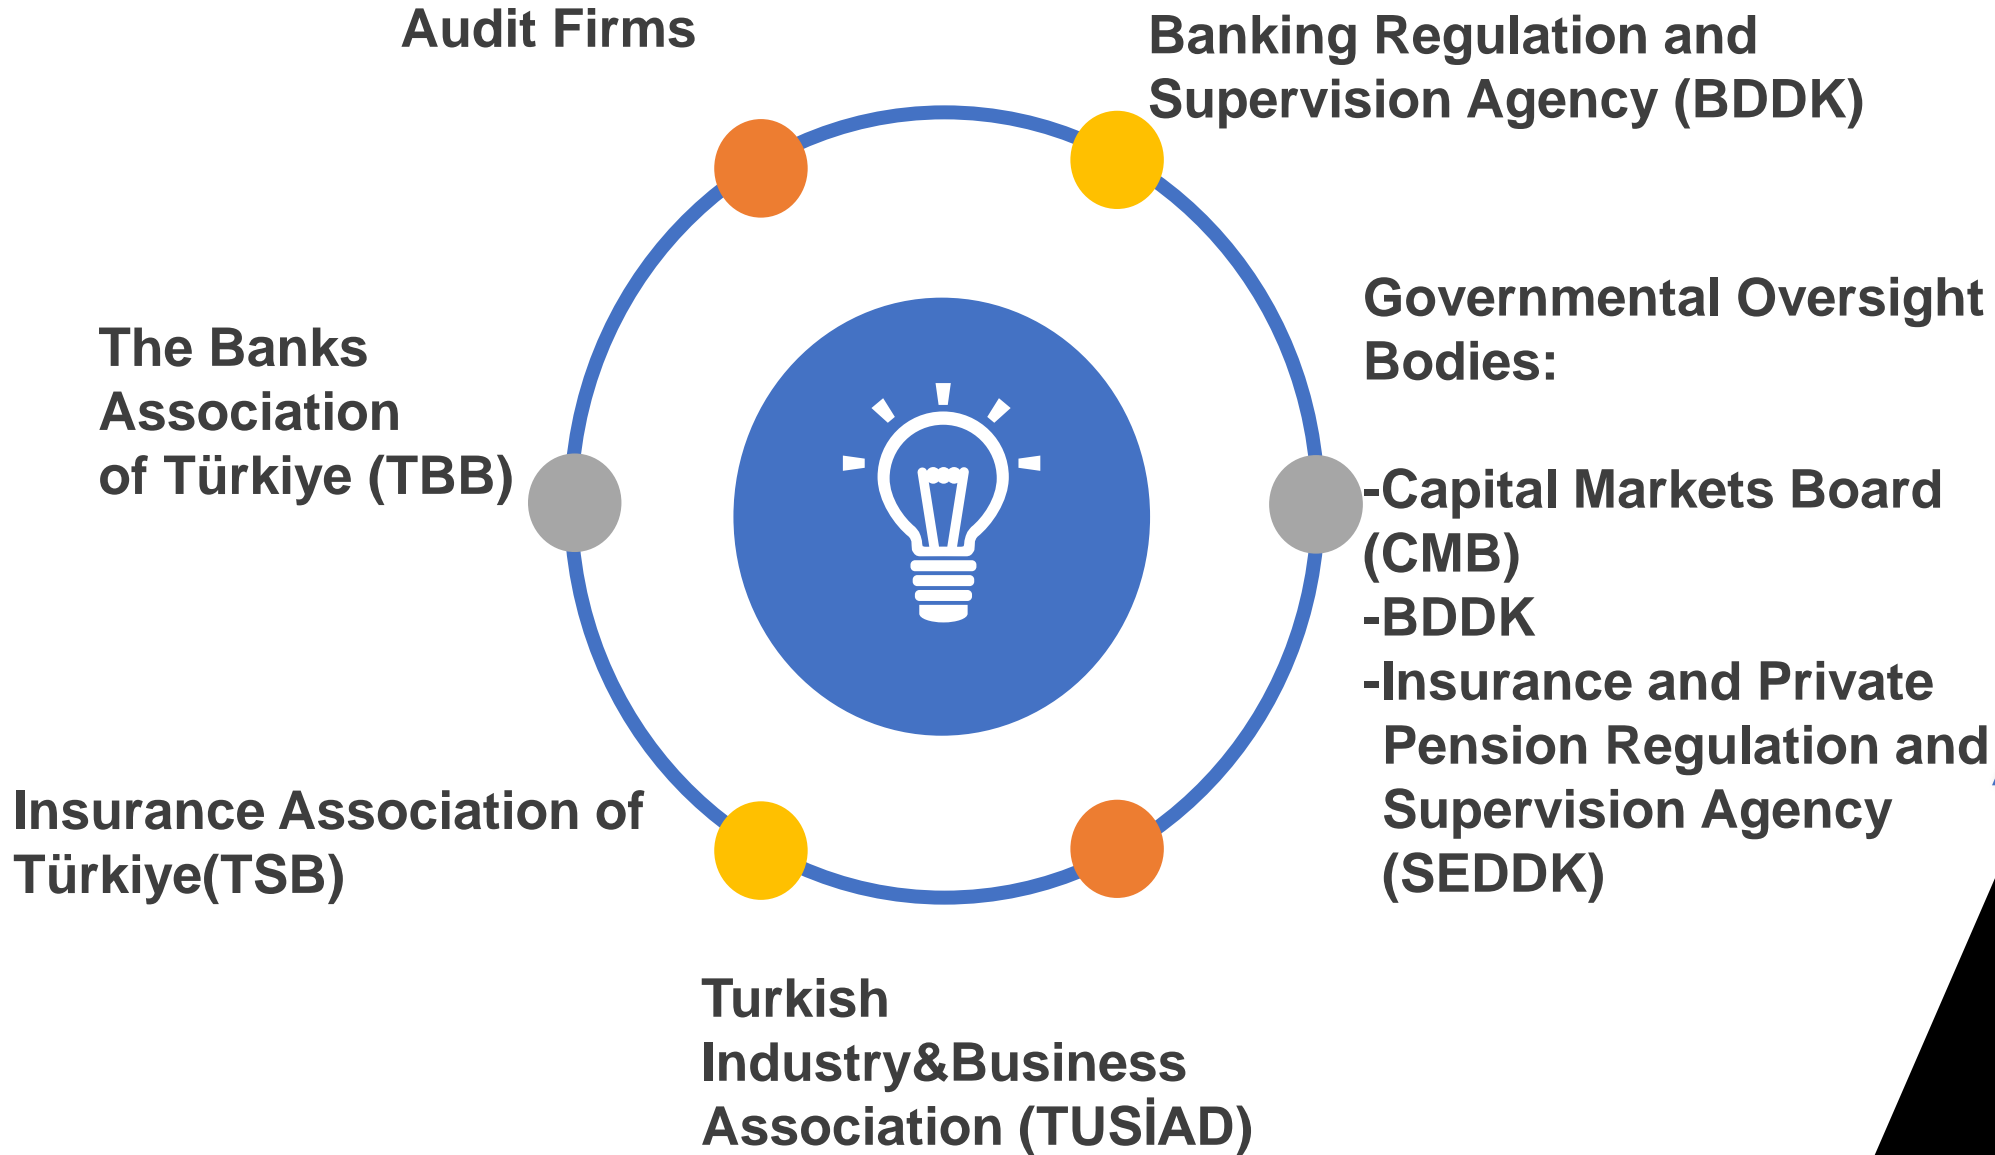 Audit Firms
Banking Regulation and
Supervision Agency (BDDK)
Governmental Oversight
Bodies:
-Capital Markets Board
(CMB)
-BDDK
-Insurance and Private
Pension Regulation and
Supervision Agency
(SEDDK)
The Banks
Association
of Türkiye (TBB)
Insurance Association of
Türkiye(TSB)
Turkish
Industry&Business
Association (TUSİAD)